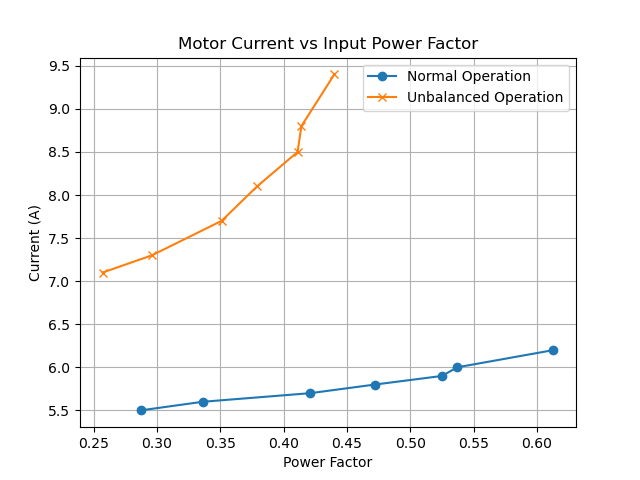 Motor Current vs Input Power Factor
9.5
9.0
8.5
8.0
7.5
7.0
6.5
6.0
5.5
Current (A)
Normal Operation
Unbalanced Operation
0.25 0.30 0.35 0.40 0.45 0.50 0.55 0.60
Power Factor